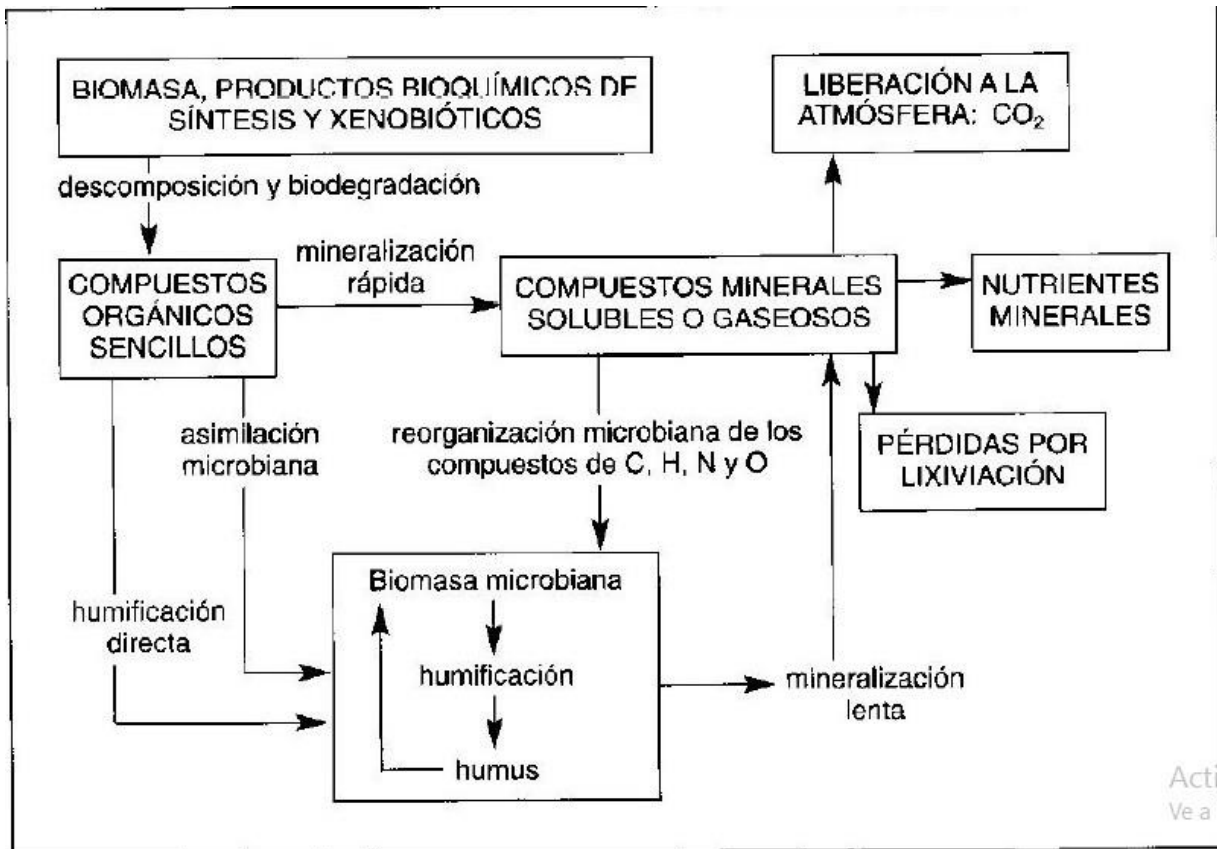 BIOMASA, PRODUCTOS BIOQUÍMICOS DE
SÍNTESIS Y XENOBIÓTICOS
LIBERACIÓN A LA
ATMÓSFERA: CO₂
descomposición y biodegradación
mineralización
rápida
COMPUESTOS
ORGÁNICOS
SENCILLOS
COMPUESTOS MINERALES
SOLUBLES O GASEOSOS
NUTRIENTES
MINERALES
asimilación
microbiana
reorganización microbiana de los
compuestos de C, H, N y O
PÉRDIDAS POR
LIXIVIACIÓN
humificación
directa
Biomasa microbiana
humificación
humus
mineralización
lenta
Acti
Ve a